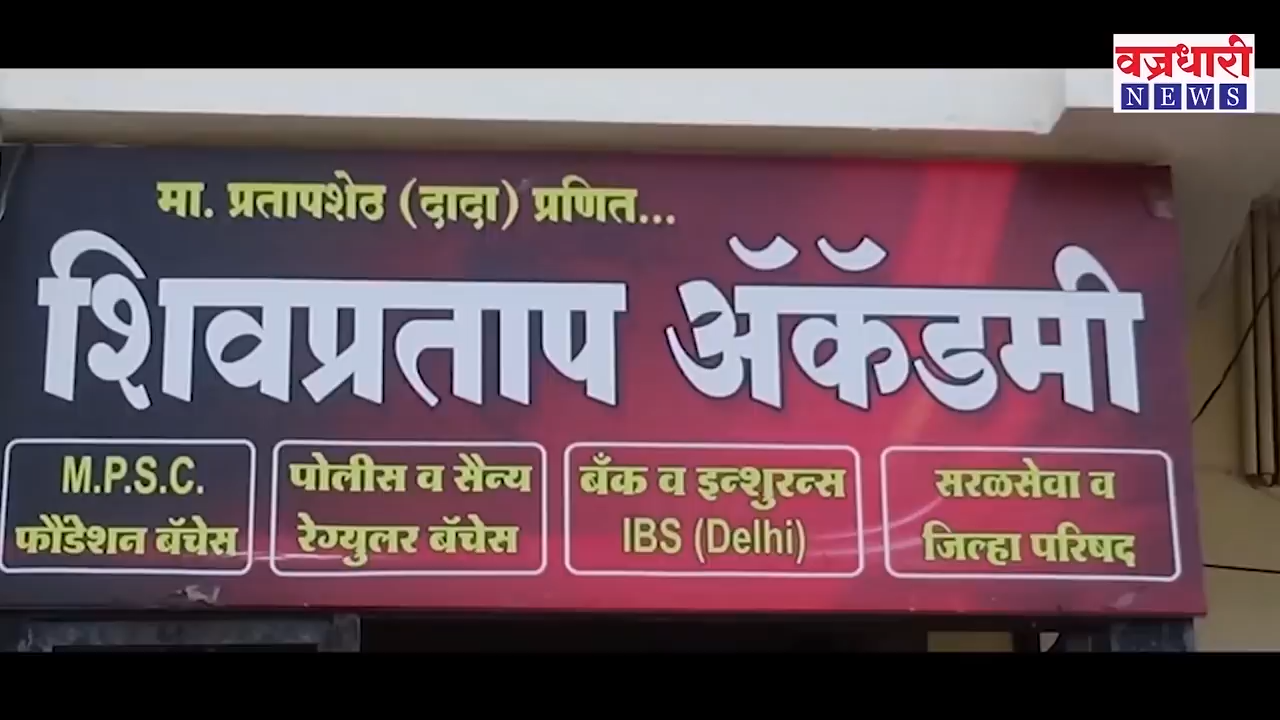 वज्रधारी
NEWS
मा. प्रतापशेठ (दादा) प्रणित...
शिवप्रताप ॲकॅडमी
M.P.S.C.
फौंडेशन बॅचेस
पोलीस व सैन्य
रेग्युलर बॅचेस
बँक व इन्शुरन्स
IBS (Delhi)
सरळसेवा व
जिल्हा परिषद